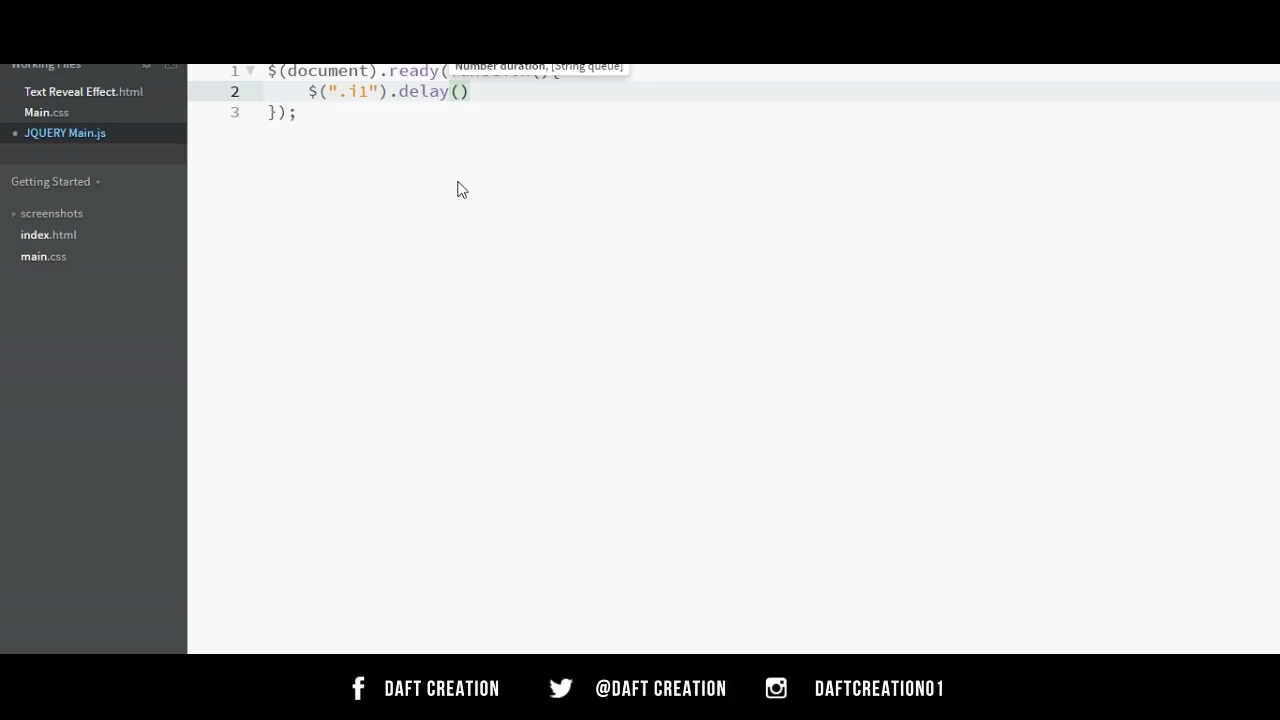 Working Files
Text Reveal Effect.html
Main.css
JQUERY Main.js
Getting Started
screenshots
index.html
main.css
Number duration, [String queue]
1 $(document).ready(function(){
2 $(".i1").delay()
3 });
DAFT CREATION
@DAFT CREATION
DAFTCREATION01